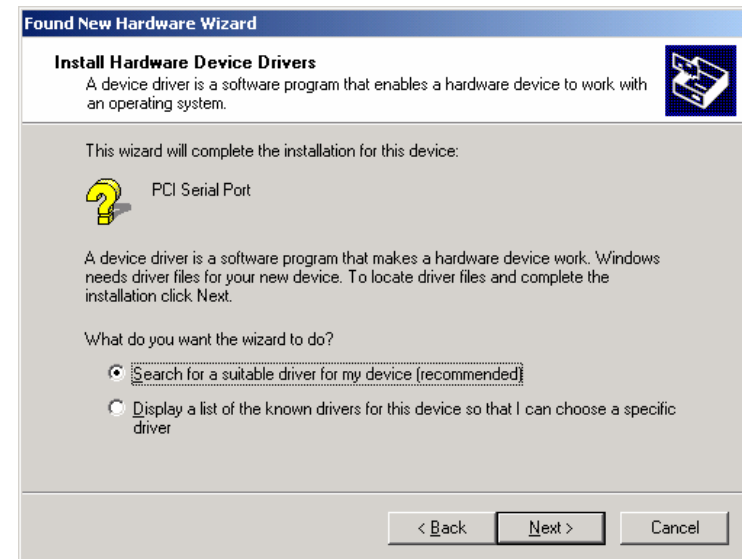 Found New Hardware Wizard
Install Hardware Device Drivers
A device driver is a software program that enables a hardware device to work with
an operating system.
This wizard will complete the installation for this device:
PCI Serial Port
A device driver is a software program that makes a hardware device work. Windows
needs driver files for your new device. To locate driver files and complete the
installation click Next.
What do you want the wizard to do?
Search for a suitable driver for my device (recommended)
Display a list of the known drivers for this device so that I can choose a specific
driver
< Back
Next >
Cancel